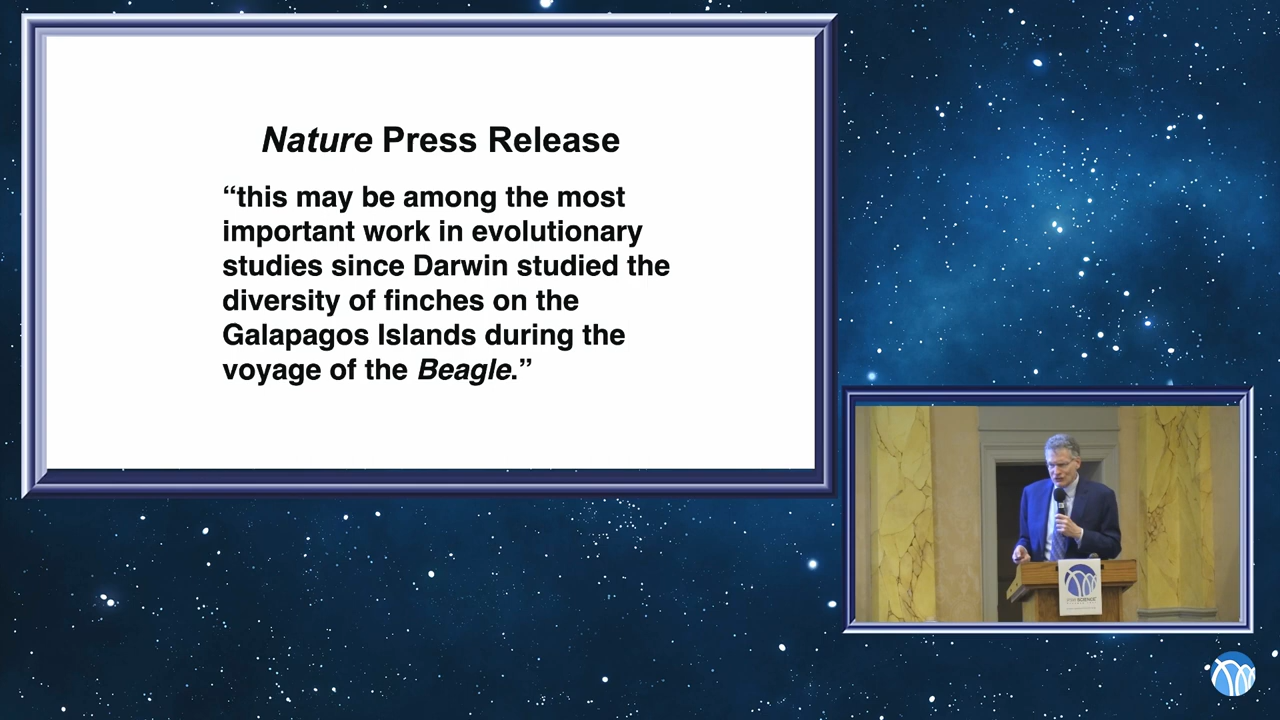 Nature Press Release
“this may be among the most
important work in evolutionary
studies since Darwin studied the
diversity of finches on the
Galapagos Islands during the
voyage of the Beagle.”